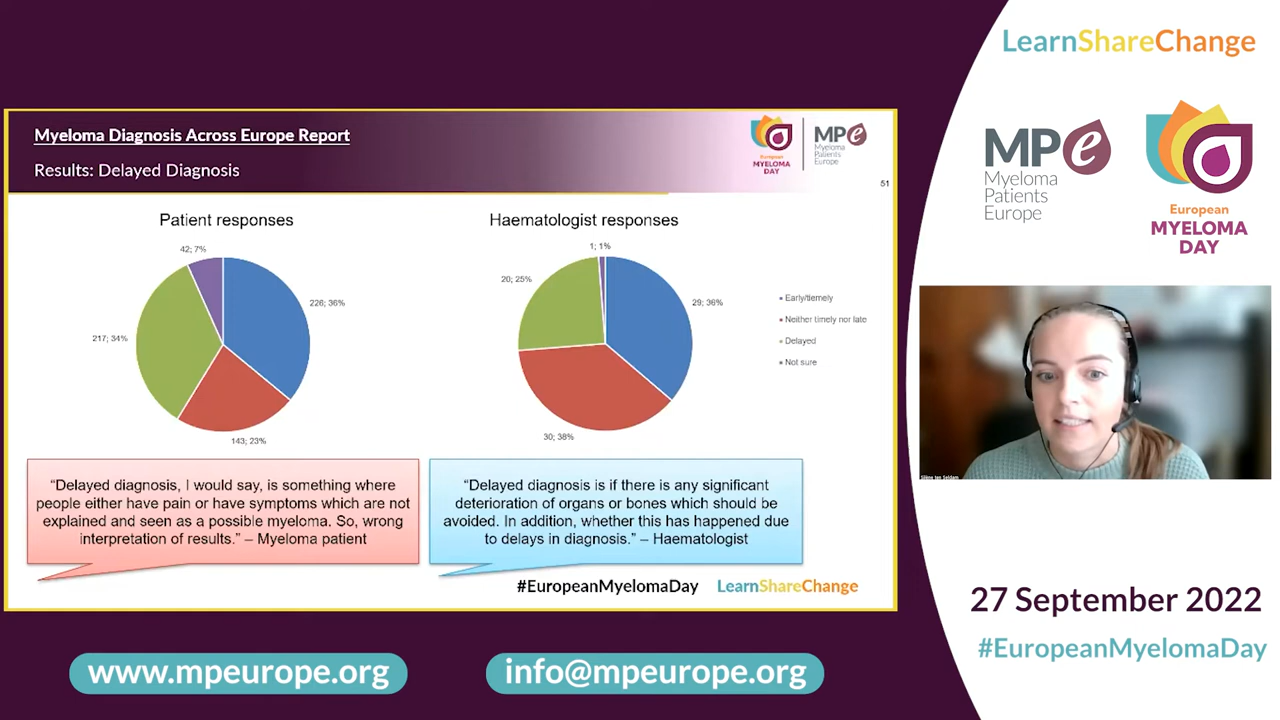 LearnShareChange
Myeloma Diagnosis Across Europe Report
Results: Delayed Diagnosis
European
MYELOMA
DAY
MPe
Myeloma
Patients
Europe
51
Patient responses
42; 7%
226; 36%
217; 34%
143; 23%
Haematologist responses
1; 1%
20; 25%
29; 36%
30; 38%
Early/tiemely
Neither timely nor late
Delayed
Not sure
“Delayed diagnosis, I would say, is something where
people either have pain or have symptoms which are not
explained and seen as a possible myeloma. So, wrong
interpretation of results.” – Myeloma patient
“Delayed diagnosis is if there is any significant
deterioration of organs or bones which should be
avoided. In addition, whether this has happened due
to delays in diagnosis.” – Haematologist
#EuropeanMyelomaDay
LearnShareChange
MPe
Myeloma
Patients
Europe
European
MYELOMA
DAY
27 September 2022
#EuropeanMyelomaDay
www.mpeurope.org
info@mpeurope.org